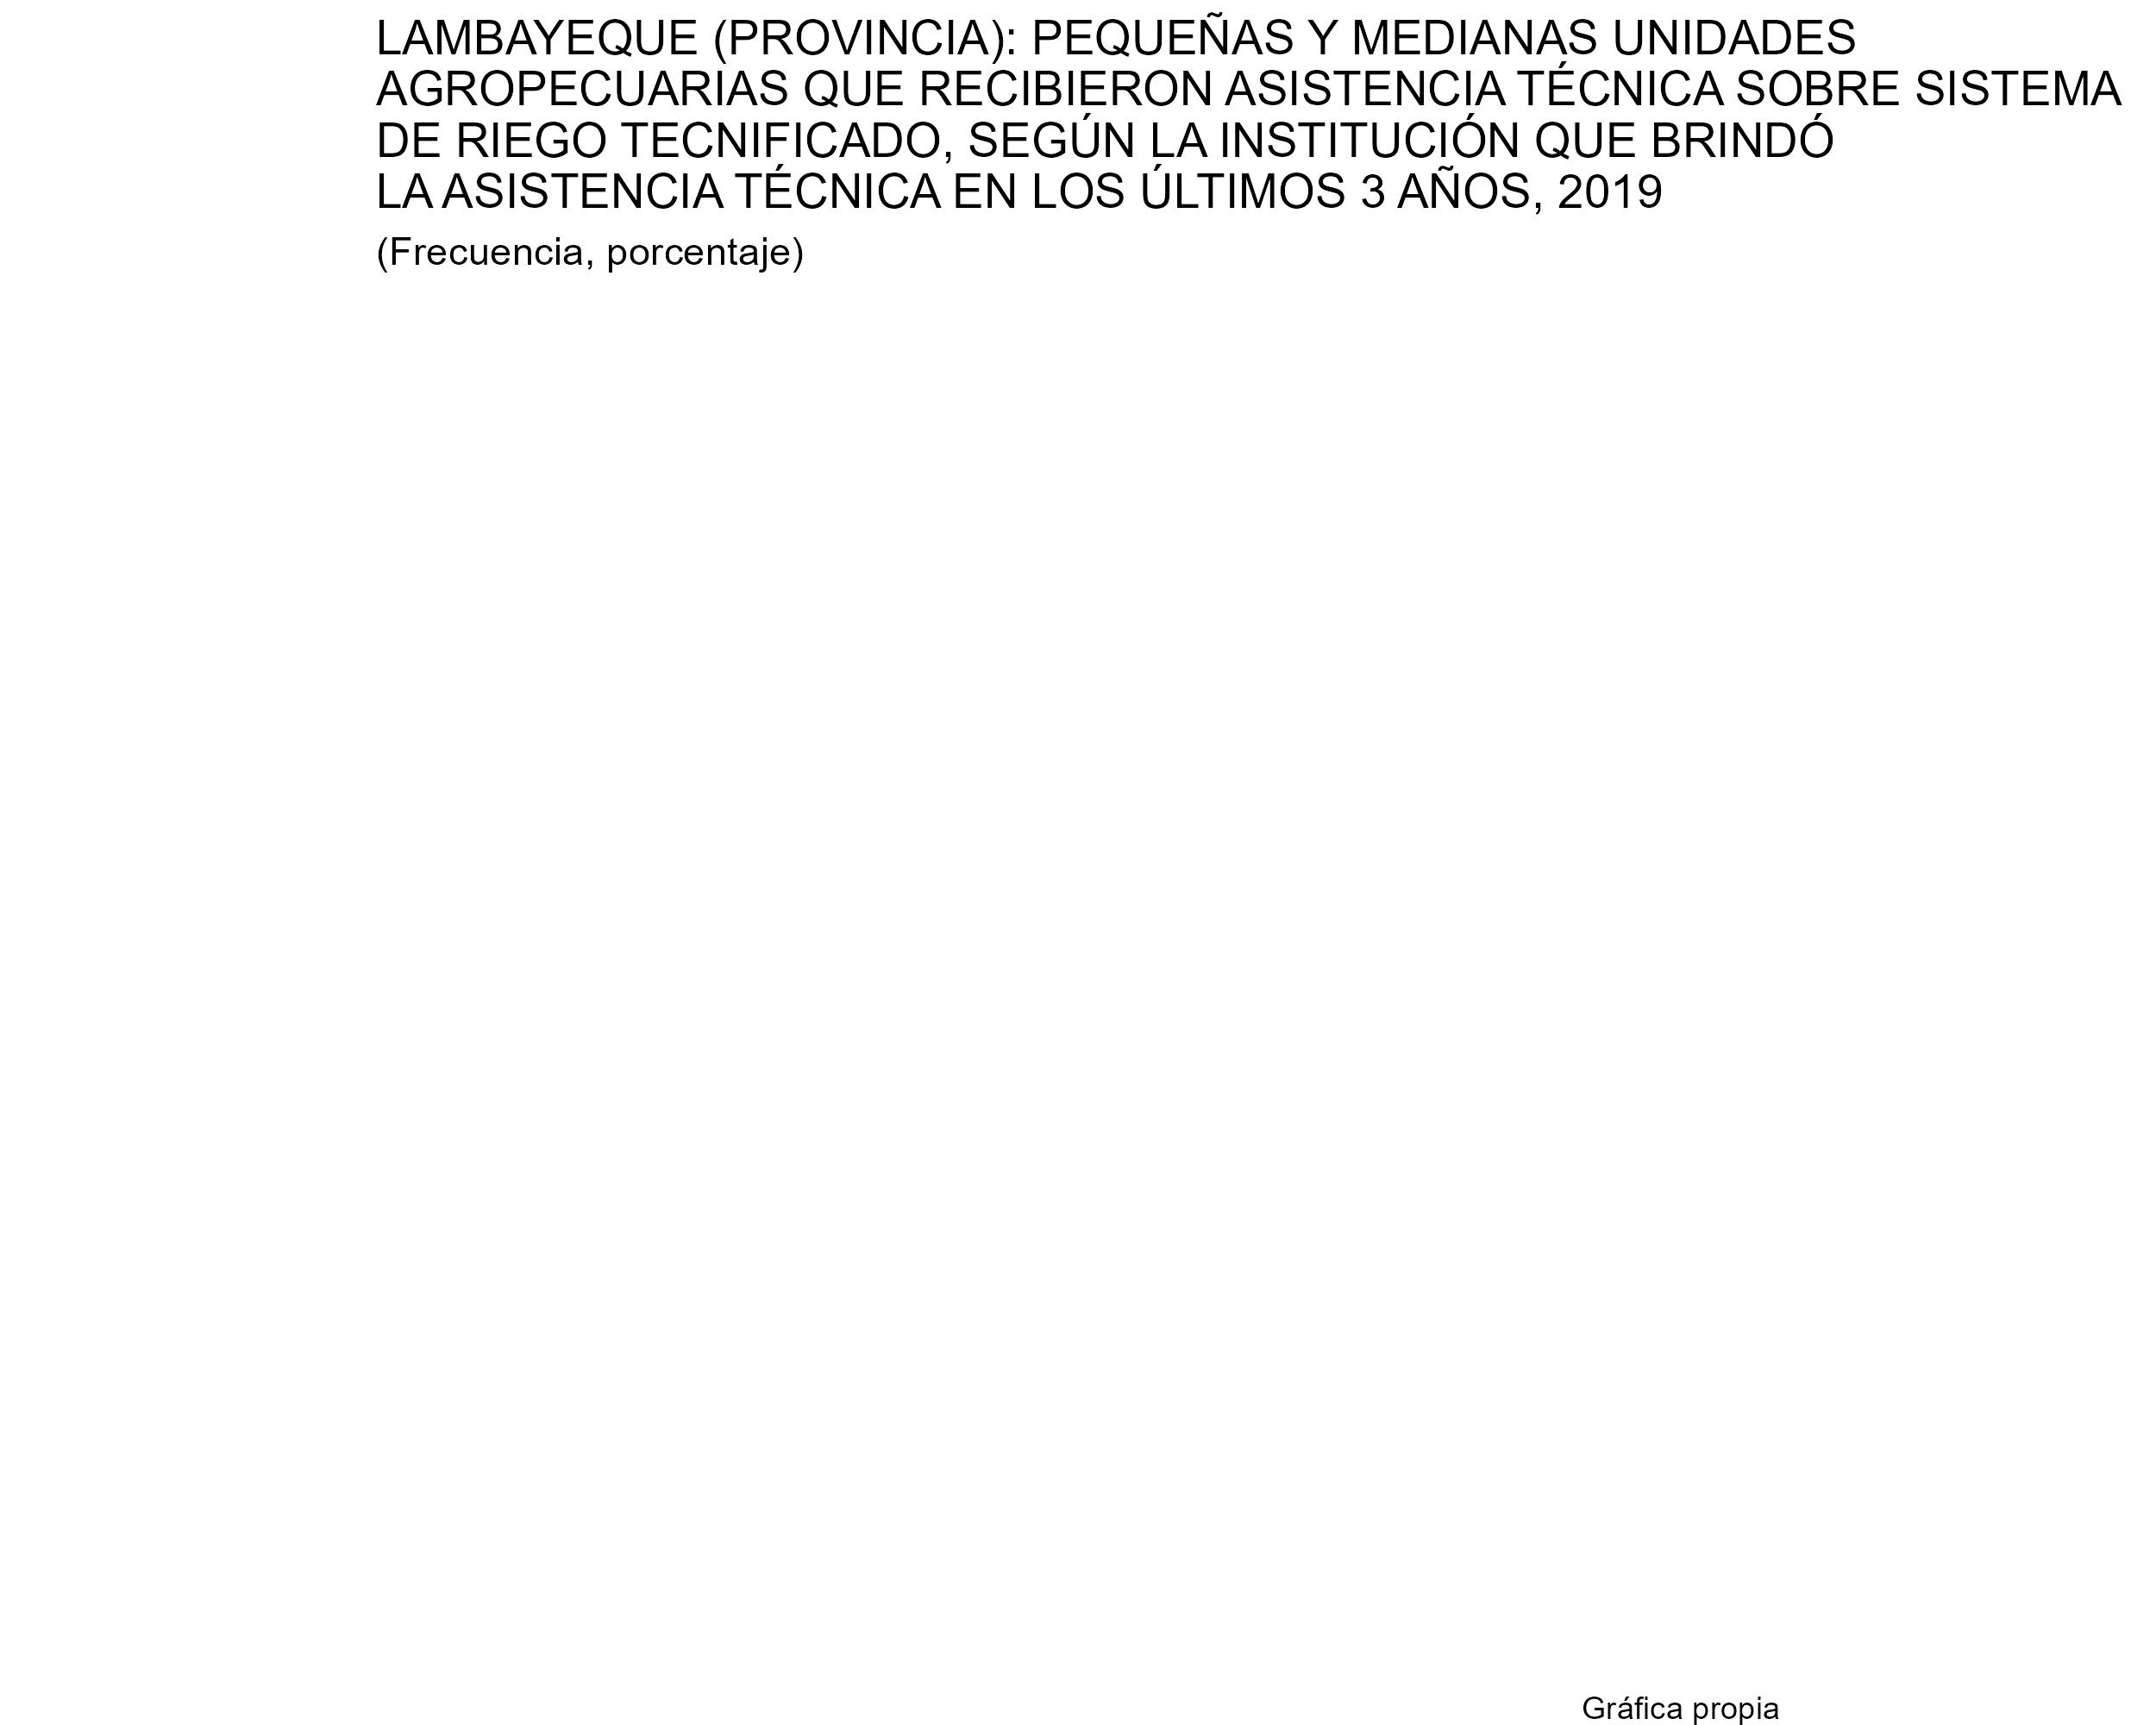 LAMBAYEQUE (PROVINCIA): PEQUEÑAS Y MEDIANAS UNIDADES
AGROPECUARIAS QUE RECIBIERON ASISTENCIA TÉCNICA SOBRE SISTEMA
DE RIEGO TECNIFICADO, SEGÚN LA INSTITUCIÓN QUE BRINDÓ
LA ASISTENCIA TÉCNICA EN LOS ÚLTIMOS 3 AÑOS, 2019
(Frecuencia, porcentaje)
Gráfica propia